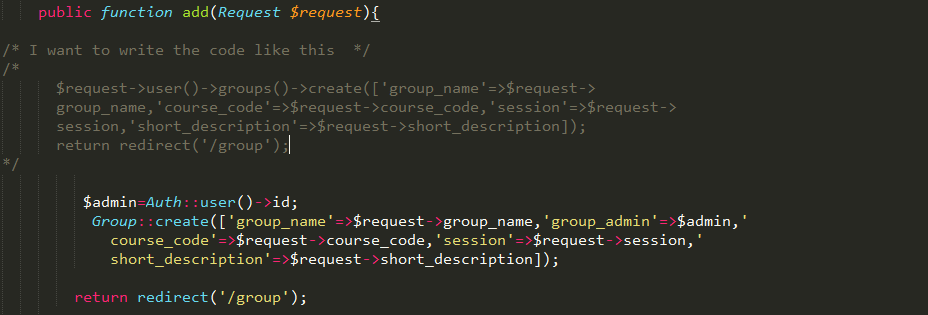 public function add(Request $request){
/* I want to write the code like this  */
/*
$request->user()->groups()->create(['group_name'=>$request->
group_name,'course_code'=>$request->course_code,'session'=>$request->
session,'short_description'=>$request->short_description]);
return redirect('/group');
*/
$admin=Auth::user()->id;
Group::create(['group_name'=>$request->group_name,'group_admin'=>$admin,'
course_code'=>$request->course_code,'session'=>$request->session,'
short_description'=>$request->short_description]);
return redirect('/group');